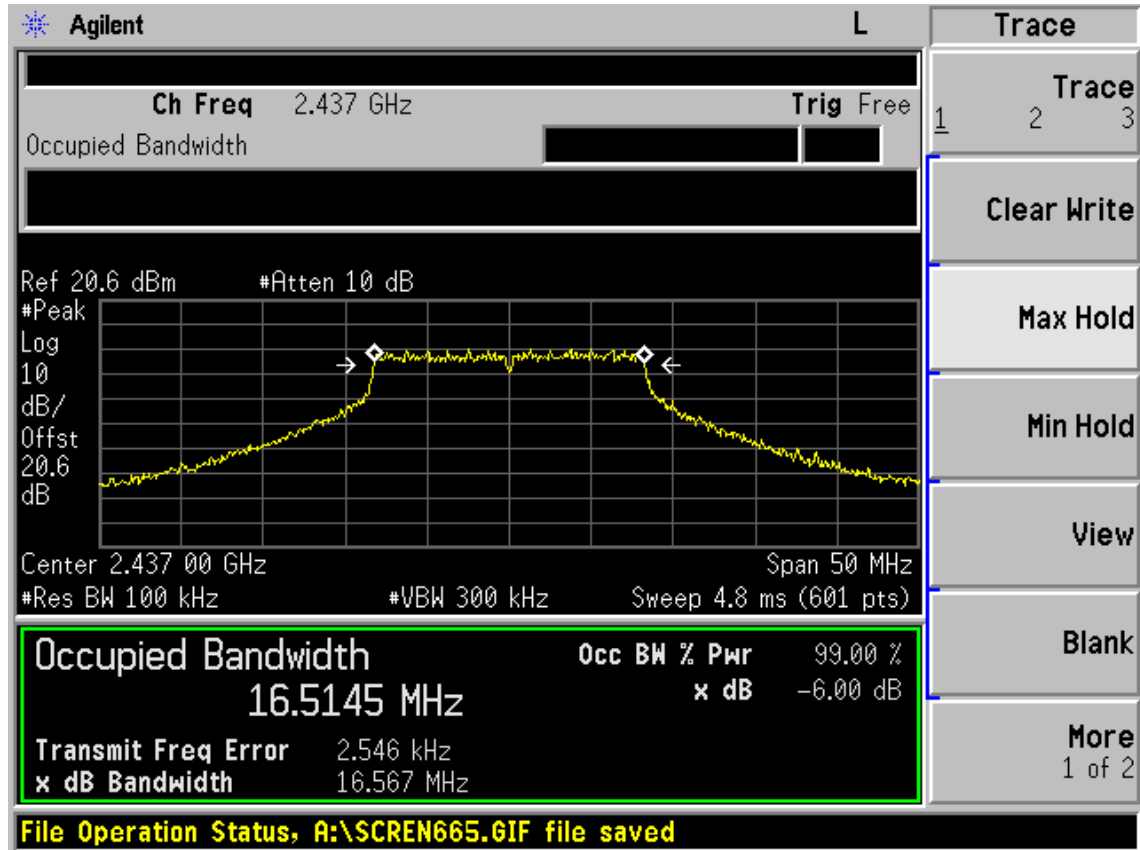 Agilent
L
Trace
Ch Freq 2.437 GHz
Trig Free
Occupied Bandwidth
Trace
1 2 3
Clear Write
Max Hold
Min Hold
View
Blank
More
1 of 2
Ref 20.6 dBm #Atten 10 dB
#Peak
Log
10
dB/
Offst
20.6
dB
Center 2.437 00 GHz Span 50 MHz
#Res BW 100 kHz #VBW 300 kHz Sweep 4.8 ms (601 pts)
Occupied Bandwidth
16.5145 MHz
Occ BW % Pwr 99.00 %
x dB -6.00 dB
Transmit Freq Error 2.546 kHz
x dB Bandwidth 16.567 MHz
File Operation Status, A:\SCREN665.GIF file saved